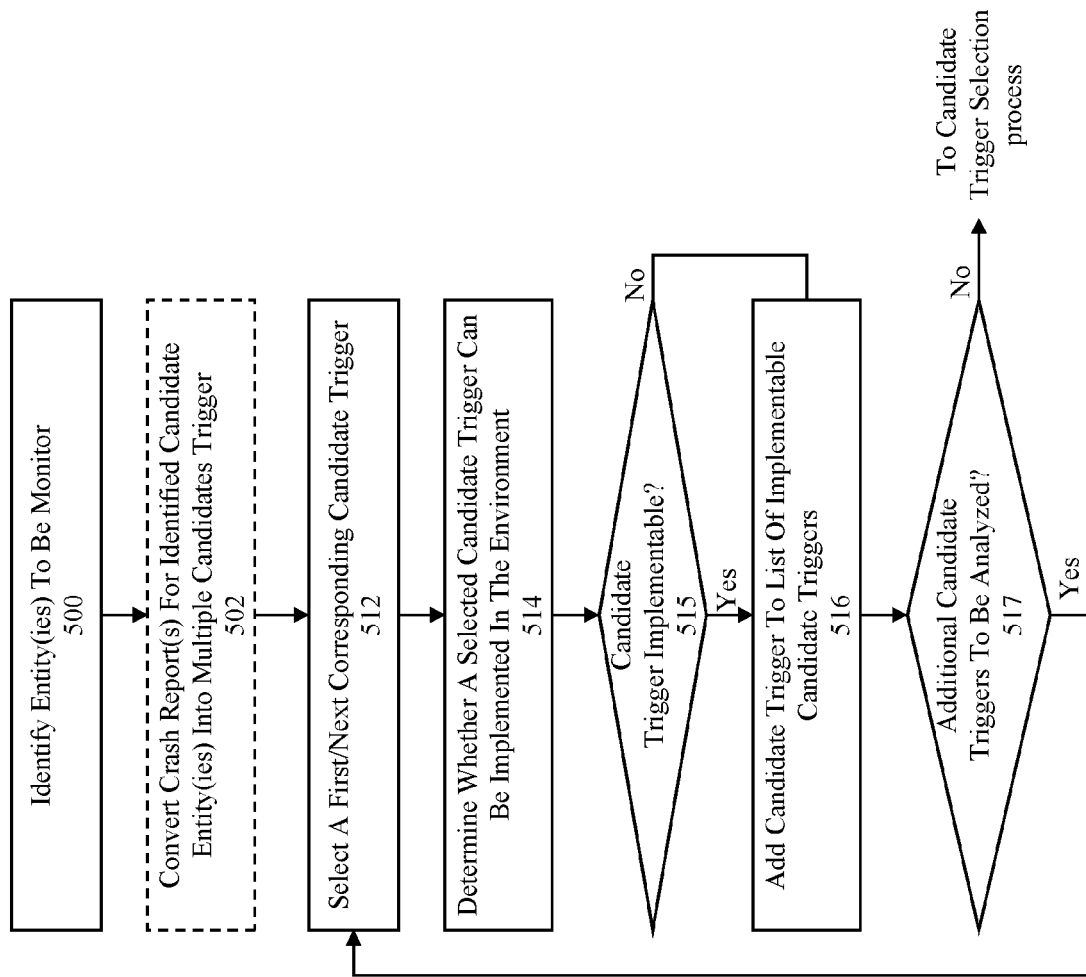 Identify Entity(ies) To Be Monitor
500
Convert Crash Report(s) For Identified Candidate
Entity(ies) Into Multiple Candidates Trigger
502
Select A First/Next Corresponding Candidate Trigger
512
Determine Whether A Selected Candidate Trigger Can
Be Implemented In The Environment
514
Candidate
Trigger Implementable?
515
No
Yes
Add Candidate Trigger To List Of Implementable
Candidate Triggers
516
Additional Candidate
Triggers To Be Analyzed?
517
No
Yes
To Candidate
Trigger Selection
process